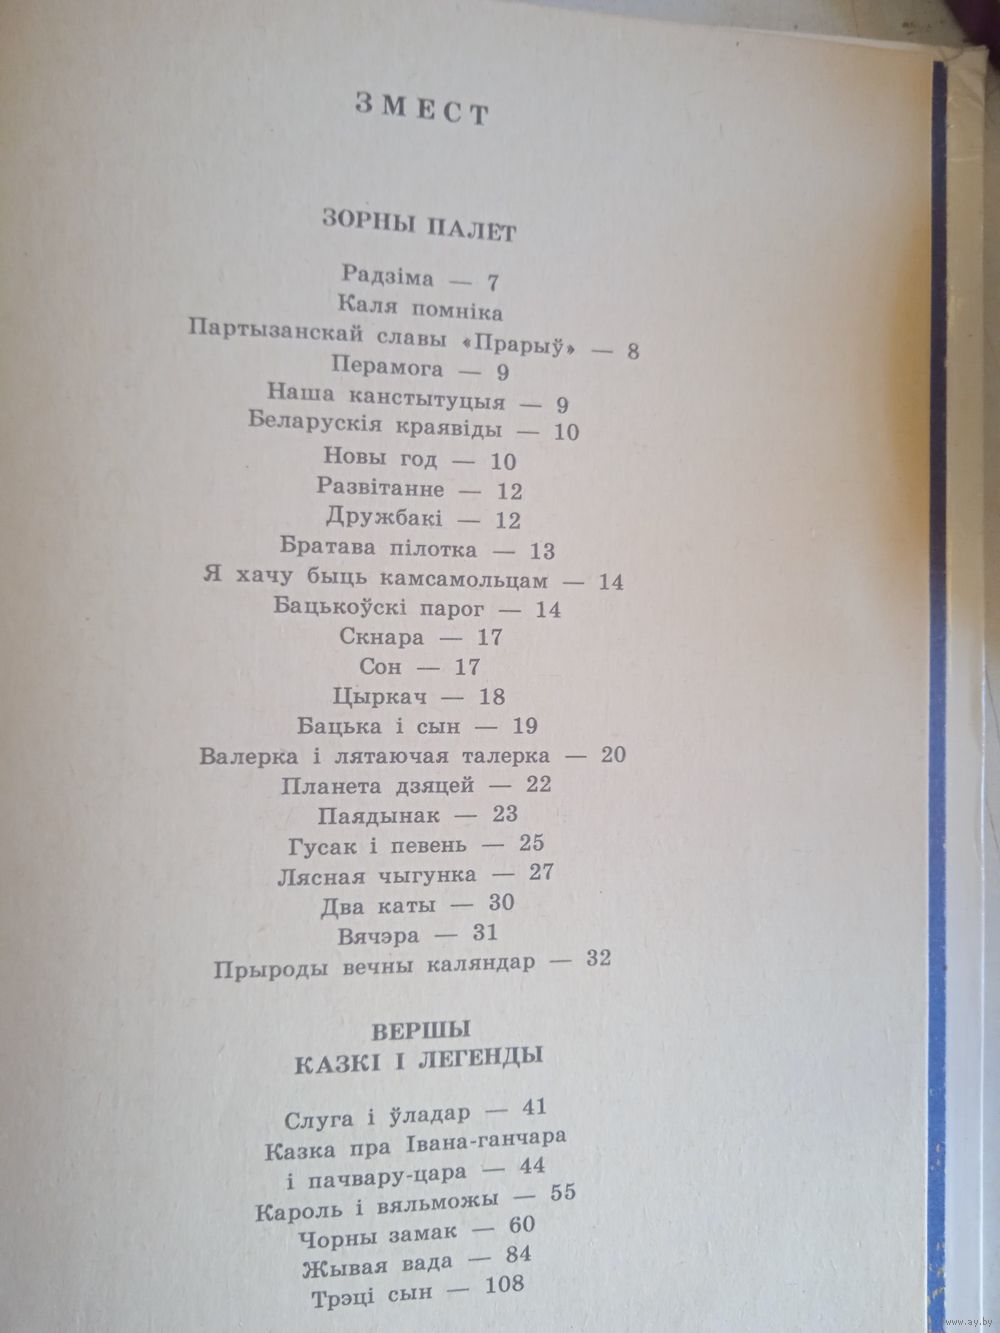 ЗМЕСТ
ЗОРНЫ ПАЛЕТ
Радзіма — 7
Каля помніка
Партызанскай славы «Прарыў» — 8
Перамога — 9
Наша канстытуцыя — 9
Беларускія краявіды — 10
Новы год — 10
Развітанне — 12
Дружбакі — 12
Братава пілотка — 13
Я хачу быць камсамольцам — 14
Бацькоўскі парог — 14
Скнара — 17
Сон — 17
Цыркач — 18
Бацька і сын — 19
Валерка і лятаючая талерка — 20
Планета дзяцей — 22
Паядынак — 23
Гусак і певень — 25
Лясная чыгунка — 27
Два каты — 30
Вячэра — 31
Прыроды вечны каляндар — 32
ВЕРШЫ
КАЗКІ І ЛЕГЕНДЫ
Слуга і ўладар — 41
Казка пра Івана-ганчара
і пачвару-цара — 44
Кароль і вяльможы — 55
Чорны замак — 60
Жывая вада — 84
Трэці сын — 108
www.ay.by